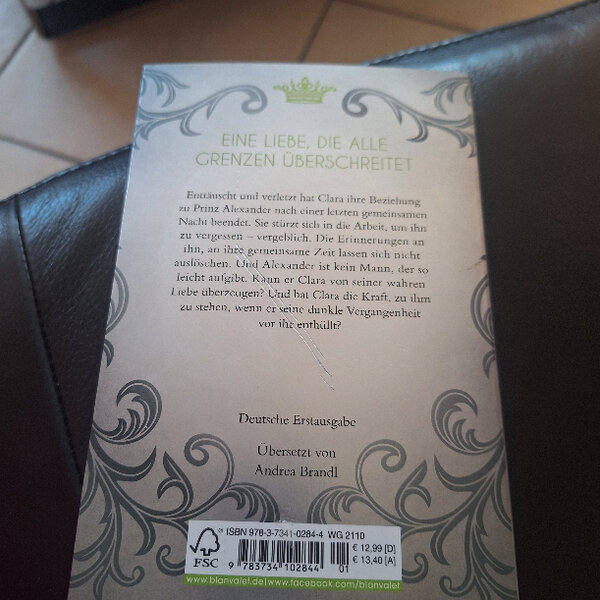 EINE LIEBE, DIE ALLE
GRENZEN ÜBERSCHREITET
Enttäuscht und verletzt hat Clara ihre Beziehung
zu Prinz Alexander nach einer letzten gemeinsamen
Nacht beendet. Sie stürzt sich in die Arbeit, um ihn
zu vergessen – vergeblich. Die Erinnerungen an
ihn, an ihre gemeinsame Zeit lassen sich nicht
auslöschen. Und Alexander ist kein Mann, der so
leicht aufgibt. Kann er Clara von seiner wahren
Liebe überzeugen? Und hat Clara die Kraft, zu ihm
zu stehen, wenn er seine dunkle Vergangenheit
vor ihr enthüllt?
Deutsche Erstausgabe
Übersetzt von
Andrea Brandl
ISBN 978-3-7341-0284-4 WG 2110
€ 12,99 [D]
€ 13,40 [A]
FSC
9 783734 102844 01
www.blanvalet.de | www.facebook.com/blanvalet